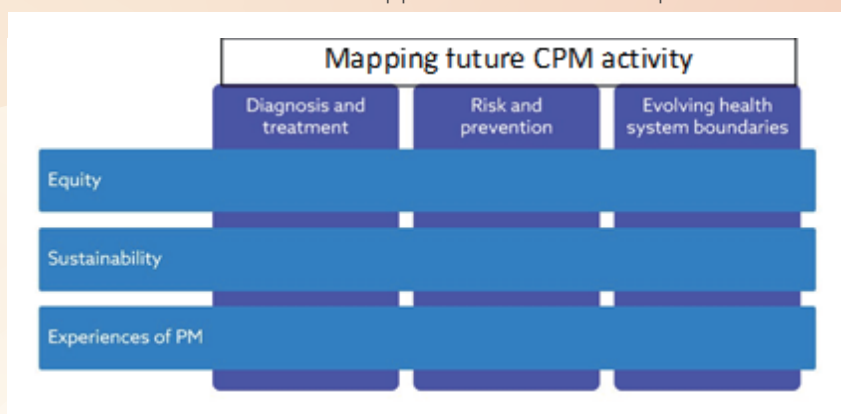 Mapping future CPM activity
Diagnosis and
treatment
Risk and
prevention
Evolving health
system boundaries
Equity
Sustainability
Experiences of PM